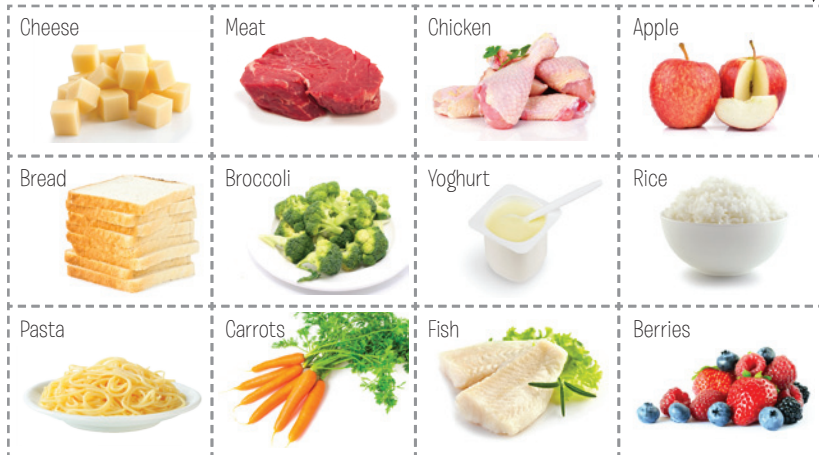 Cheese
Meat
Chicken
Apple
Bread
Broccoli
Yoghurt
Rice
Pasta
Carrots
Fish
Berries